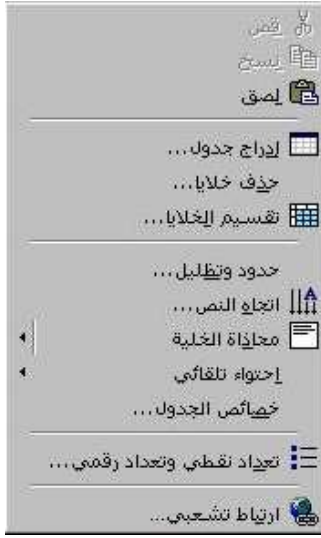 قص
نسخ
لصق
إدراج جدول...
حذف خلايا...
تقسيم الخلايا...
حدود وتظليل...
اتجاه النص...
محاذاة الخلية
إحتواء تلقائي
خصائص الجدول...
تعداد نقطي وتعداد رقمي...
ارتباط تشعبي...